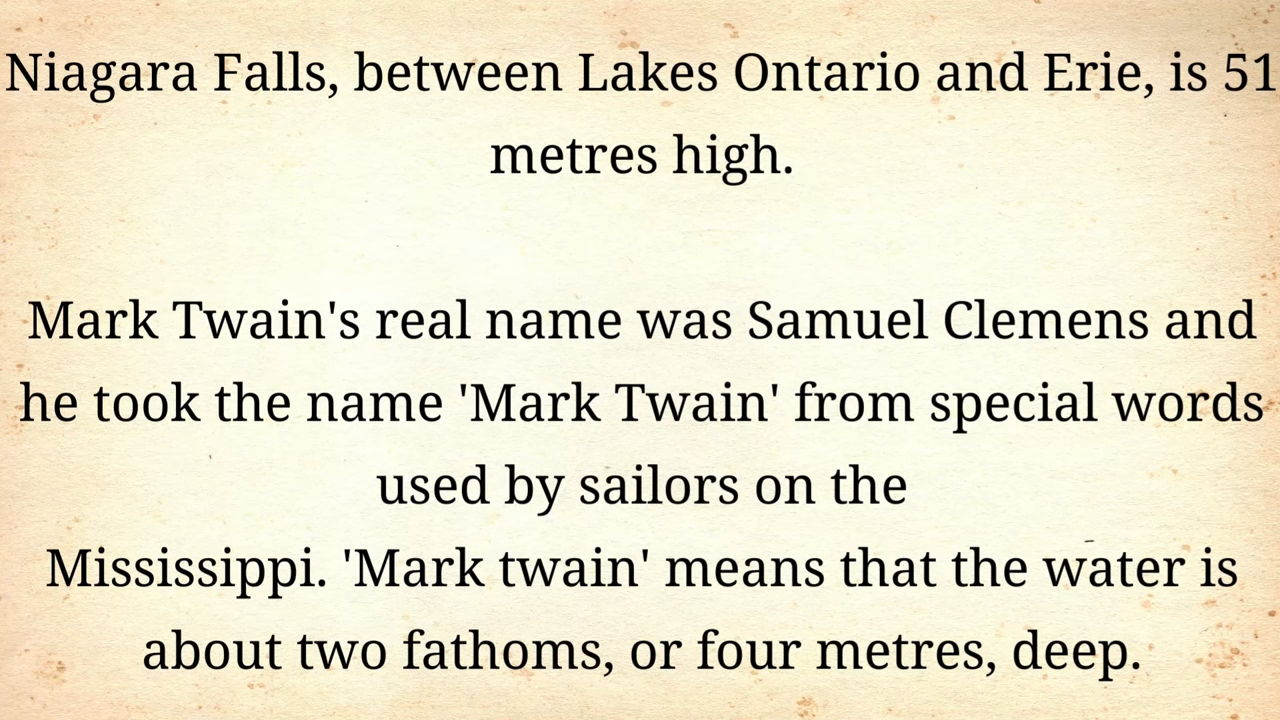 Niagara Falls, between Lakes Ontario and Erie, is 51
metres high.
Mark Twain's real name was Samuel Clemens and
he took the name 'Mark Twain' from special words
used by sailors on the
Mississippi. 'Mark twain' means that the water is
about two fathoms, or four metres, deep.